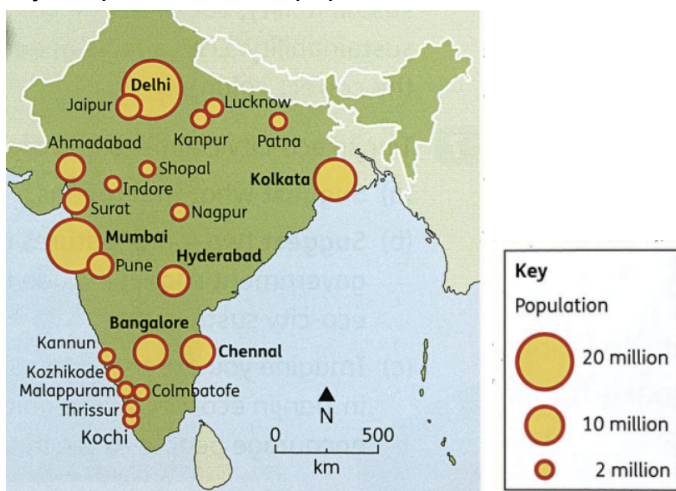 Delhi
Jaipur
Lucknow
Kanpur
Patna
Ahmadabad
Shopal
Indore
Kolkata
Surat
Nagpur
Mumbai
Pune
Hyderabad
Bangalore
Kannun
Chennal
Kozhikode
Malappuram
Colmbatofe
Thrissur
Kochi
N
0 500
km
Key
Population
20 million
10 million
2 million